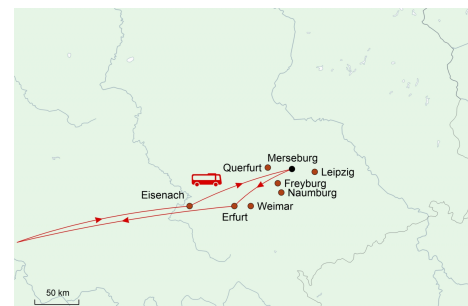 Merseburg
Querfurt
Leipzig
Freyburg
Naumburg
Eisenach
Weimar
Erfurt
50 km